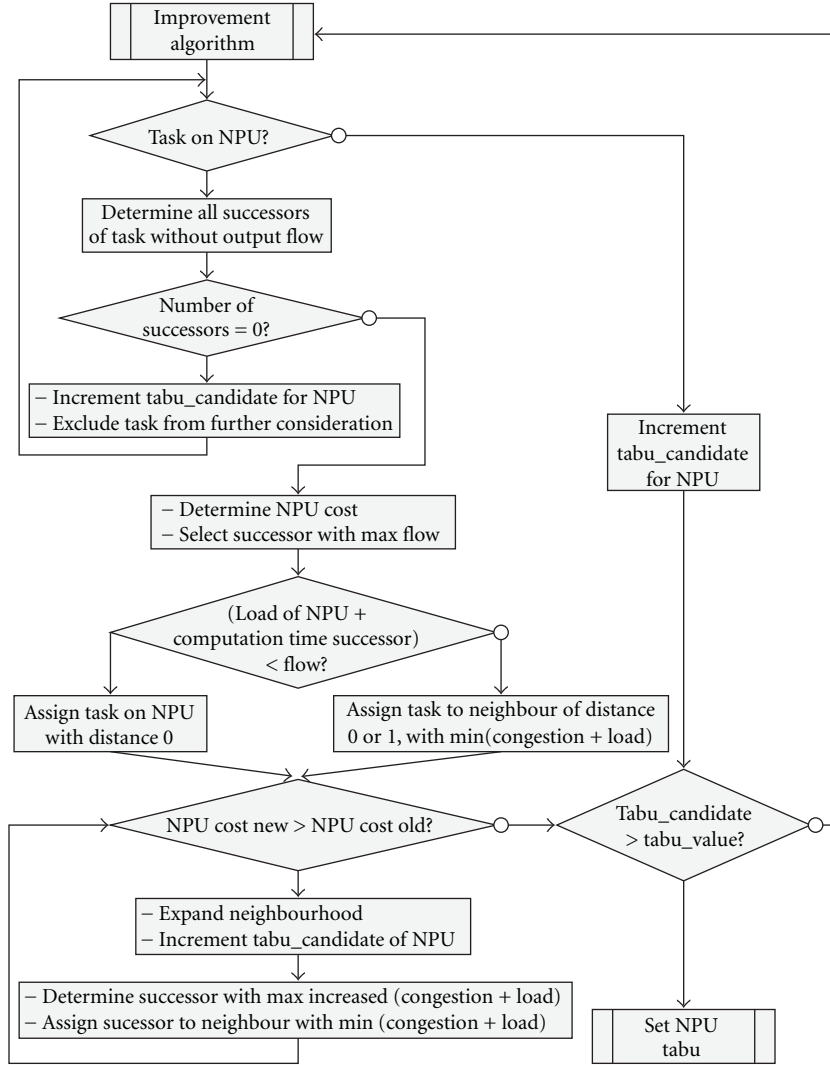 Improvement
algorithm
Task on NPU?
Determine all successors
of task without output flow
Number of
successors = 0?
− Increment tabu_candidate for NPU
− Exclude task from further consideration
Increment
tabu_candidate
for NPU
− Determine NPU cost
− Select successor with max flow
(Load of NPU +
computation time successor)
< flow?
Assign task on NPU
with distance 0
Assign task to neighbour of distance
0 or 1, with min(congestion + load)
NPU cost new > NPU cost old?
Tabu_candidate
> tabu_value?
− Expand neighbourhood
− Increment tabu_candidate of NPU
− Determine successor with max increased (congestion + load)
− Assign sucessor to neighbour with min (congestion + load)
Set NPU
tabu